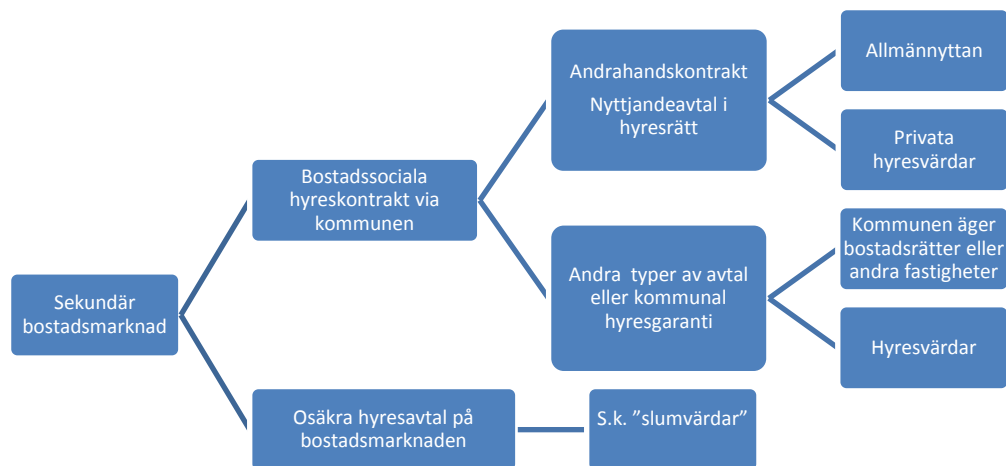 Sekundär
bostadsmarknad
Bostadssociala
hyreskontrakt via
kommunen
Osäkra hyresavtal på
bostadsmarknaden
Andrahandskontrakt
Nyttjandeavtal i
hyresrätt
Andra typer av avtal
eller kommunal
hyresgaranti
S.k. ”slumvärdar”
Allmännyttan
Privata
hyresvärdar
Kommunen äger
bostadsrätter eller
andra fastigheter
Hyresvärdar